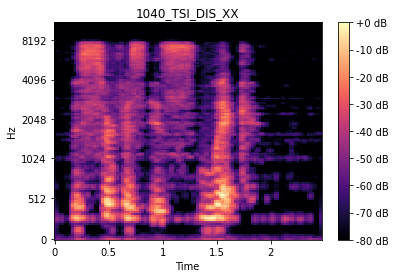 1040_TSI_DIS_XX
+0 dB
8192
-10 dB
4096
-20 dB
-30 dB
2048
Hz
-40 dB
1024
-50 dB
512
-60 dB
-70 dB
0
-80 dB
0 0.5 1 1.5 2
Time